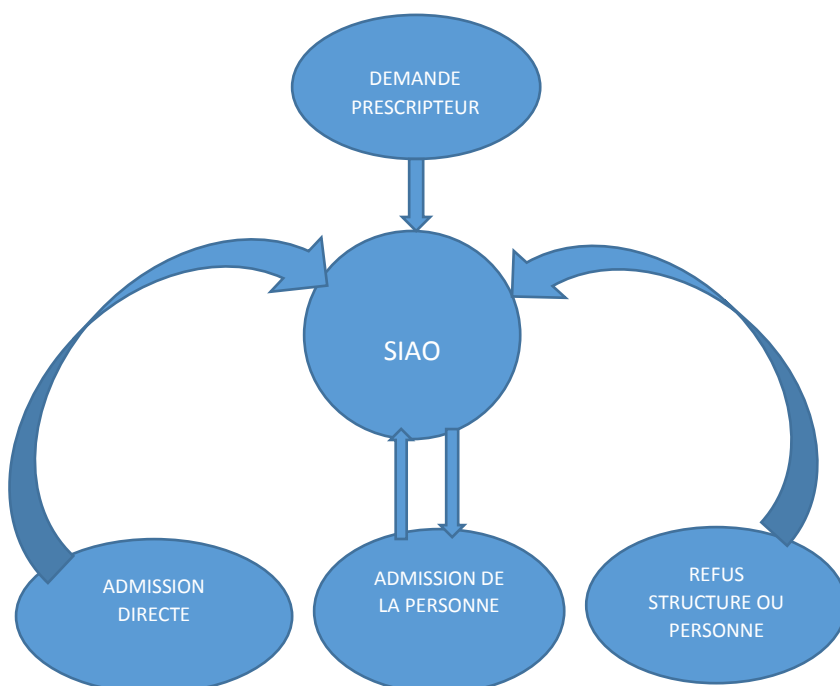 DEMANDE
PRESCRIPTEUR
SIAO
ADMISSION
DIRECTE
ADMISSION DE
LA PERSONNE
REFUS
STRUCTURE OU
PERSONNE